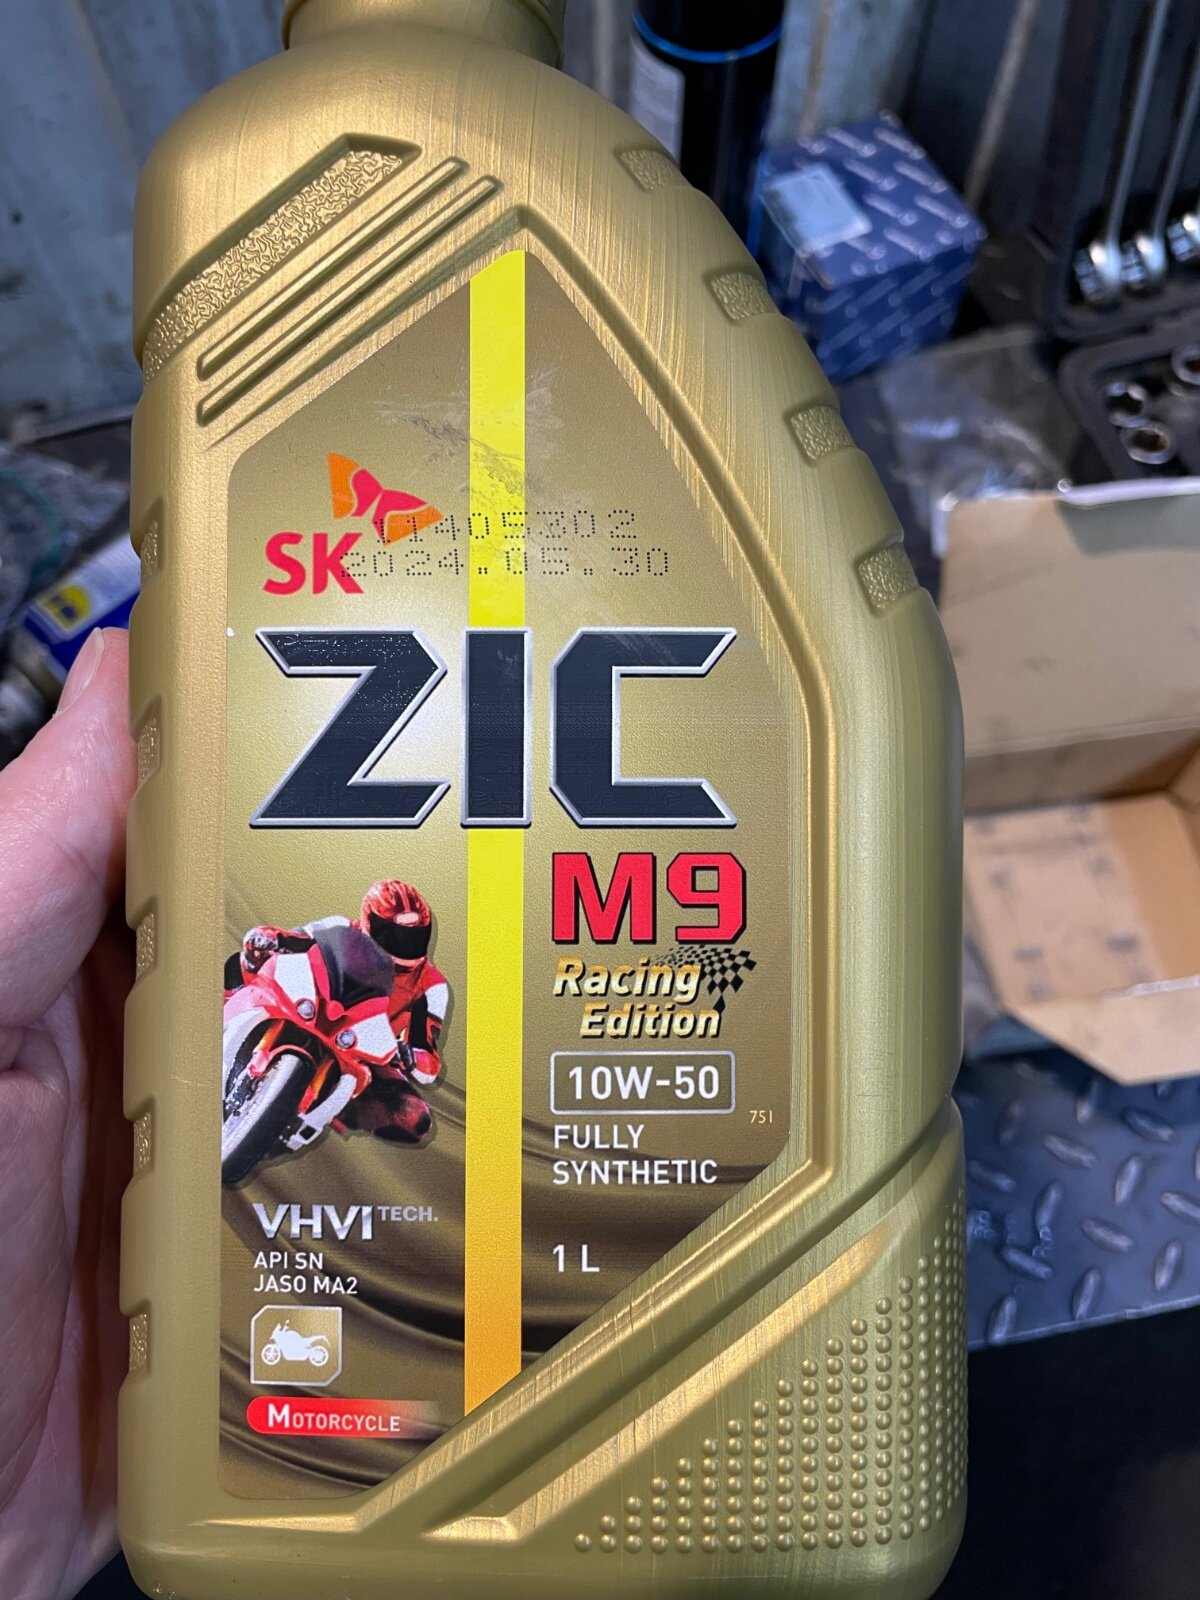 11405302
SK
2024.05.30
ZIC
M9
Racing
Edition
10W-50
751
FULLY
SYNTHETIC
VHVI TECH.
API SN
JASO MA2
1 L
MOTORCYCLE